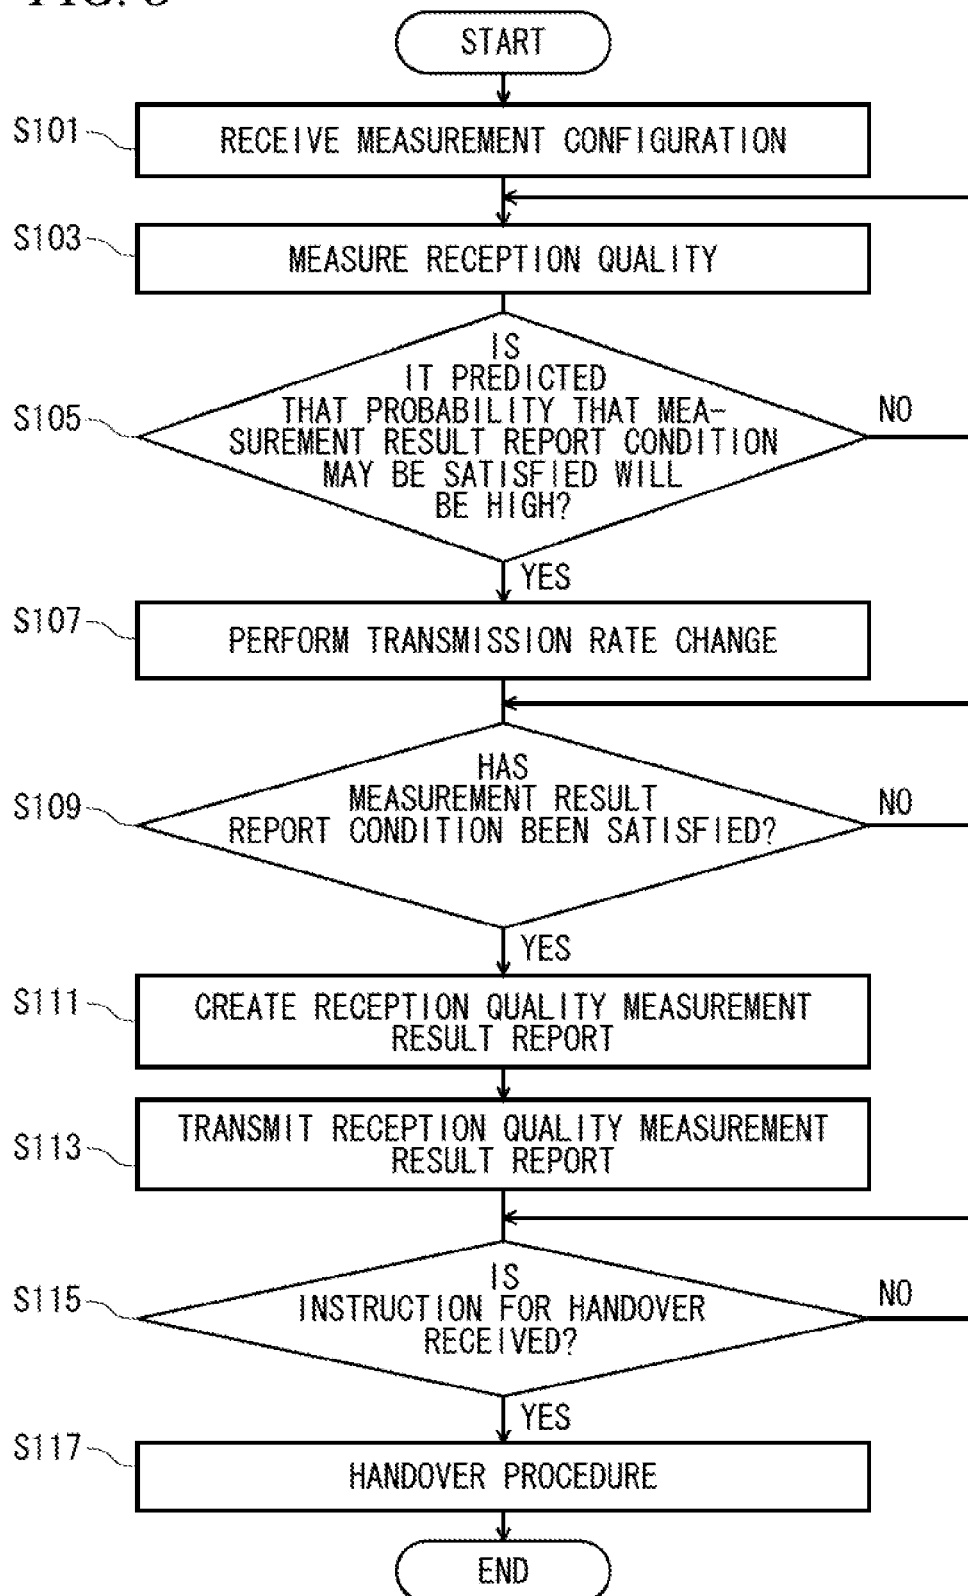 START
S101
RECEIVE MEASUREMENT CONFIGURATION
S103
MEASURE RECEPTION QUALITY
S105
IS
IT PREDICTED
THAT PROBABILITY THAT MEA-
SUREMENT RESULT REPORT CONDITION
MAY BE SATISFIED WILL
BE HIGH?
NO
YES
S107
PERFORM TRANSMISSION RATE CHANGE
S109
HAS
MEASUREMENT RESULT
REPORT CONDITION BEEN SATISFIED?
NO
YES
S111
CREATE RECEPTION QUALITY MEASUREMENT
RESULT REPORT
S113
TRANSMIT RECEPTION QUALITY MEASUREMENT
RESULT REPORT
S115
IS
INSTRUCTION FOR HANDOVER
RECEIVED?
NO
YES
S117
HANDOVER PROCEDURE
END